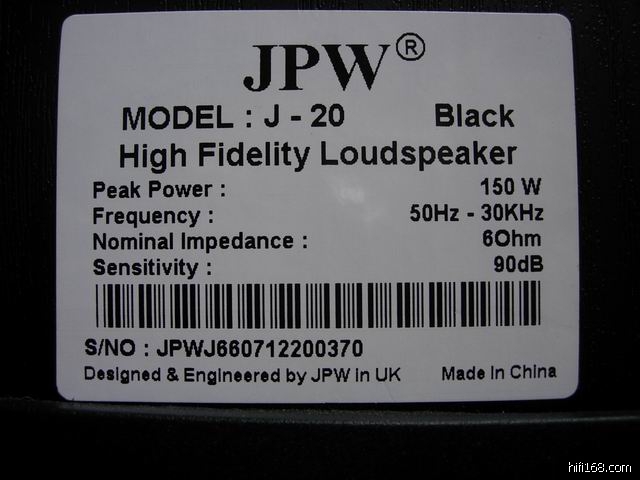 JPW®
MODEL : J - 20 Black
High Fidelity Loudspeaker
Peak Power : 150 W
Frequency : 50Hz - 30KHz
Nominal Impedance : 6Ohm
Sensitivity : 90dB
S/NO : JPWJ660712200370
Designed & Engineered by JPW in UK Made In China
hifi168.com